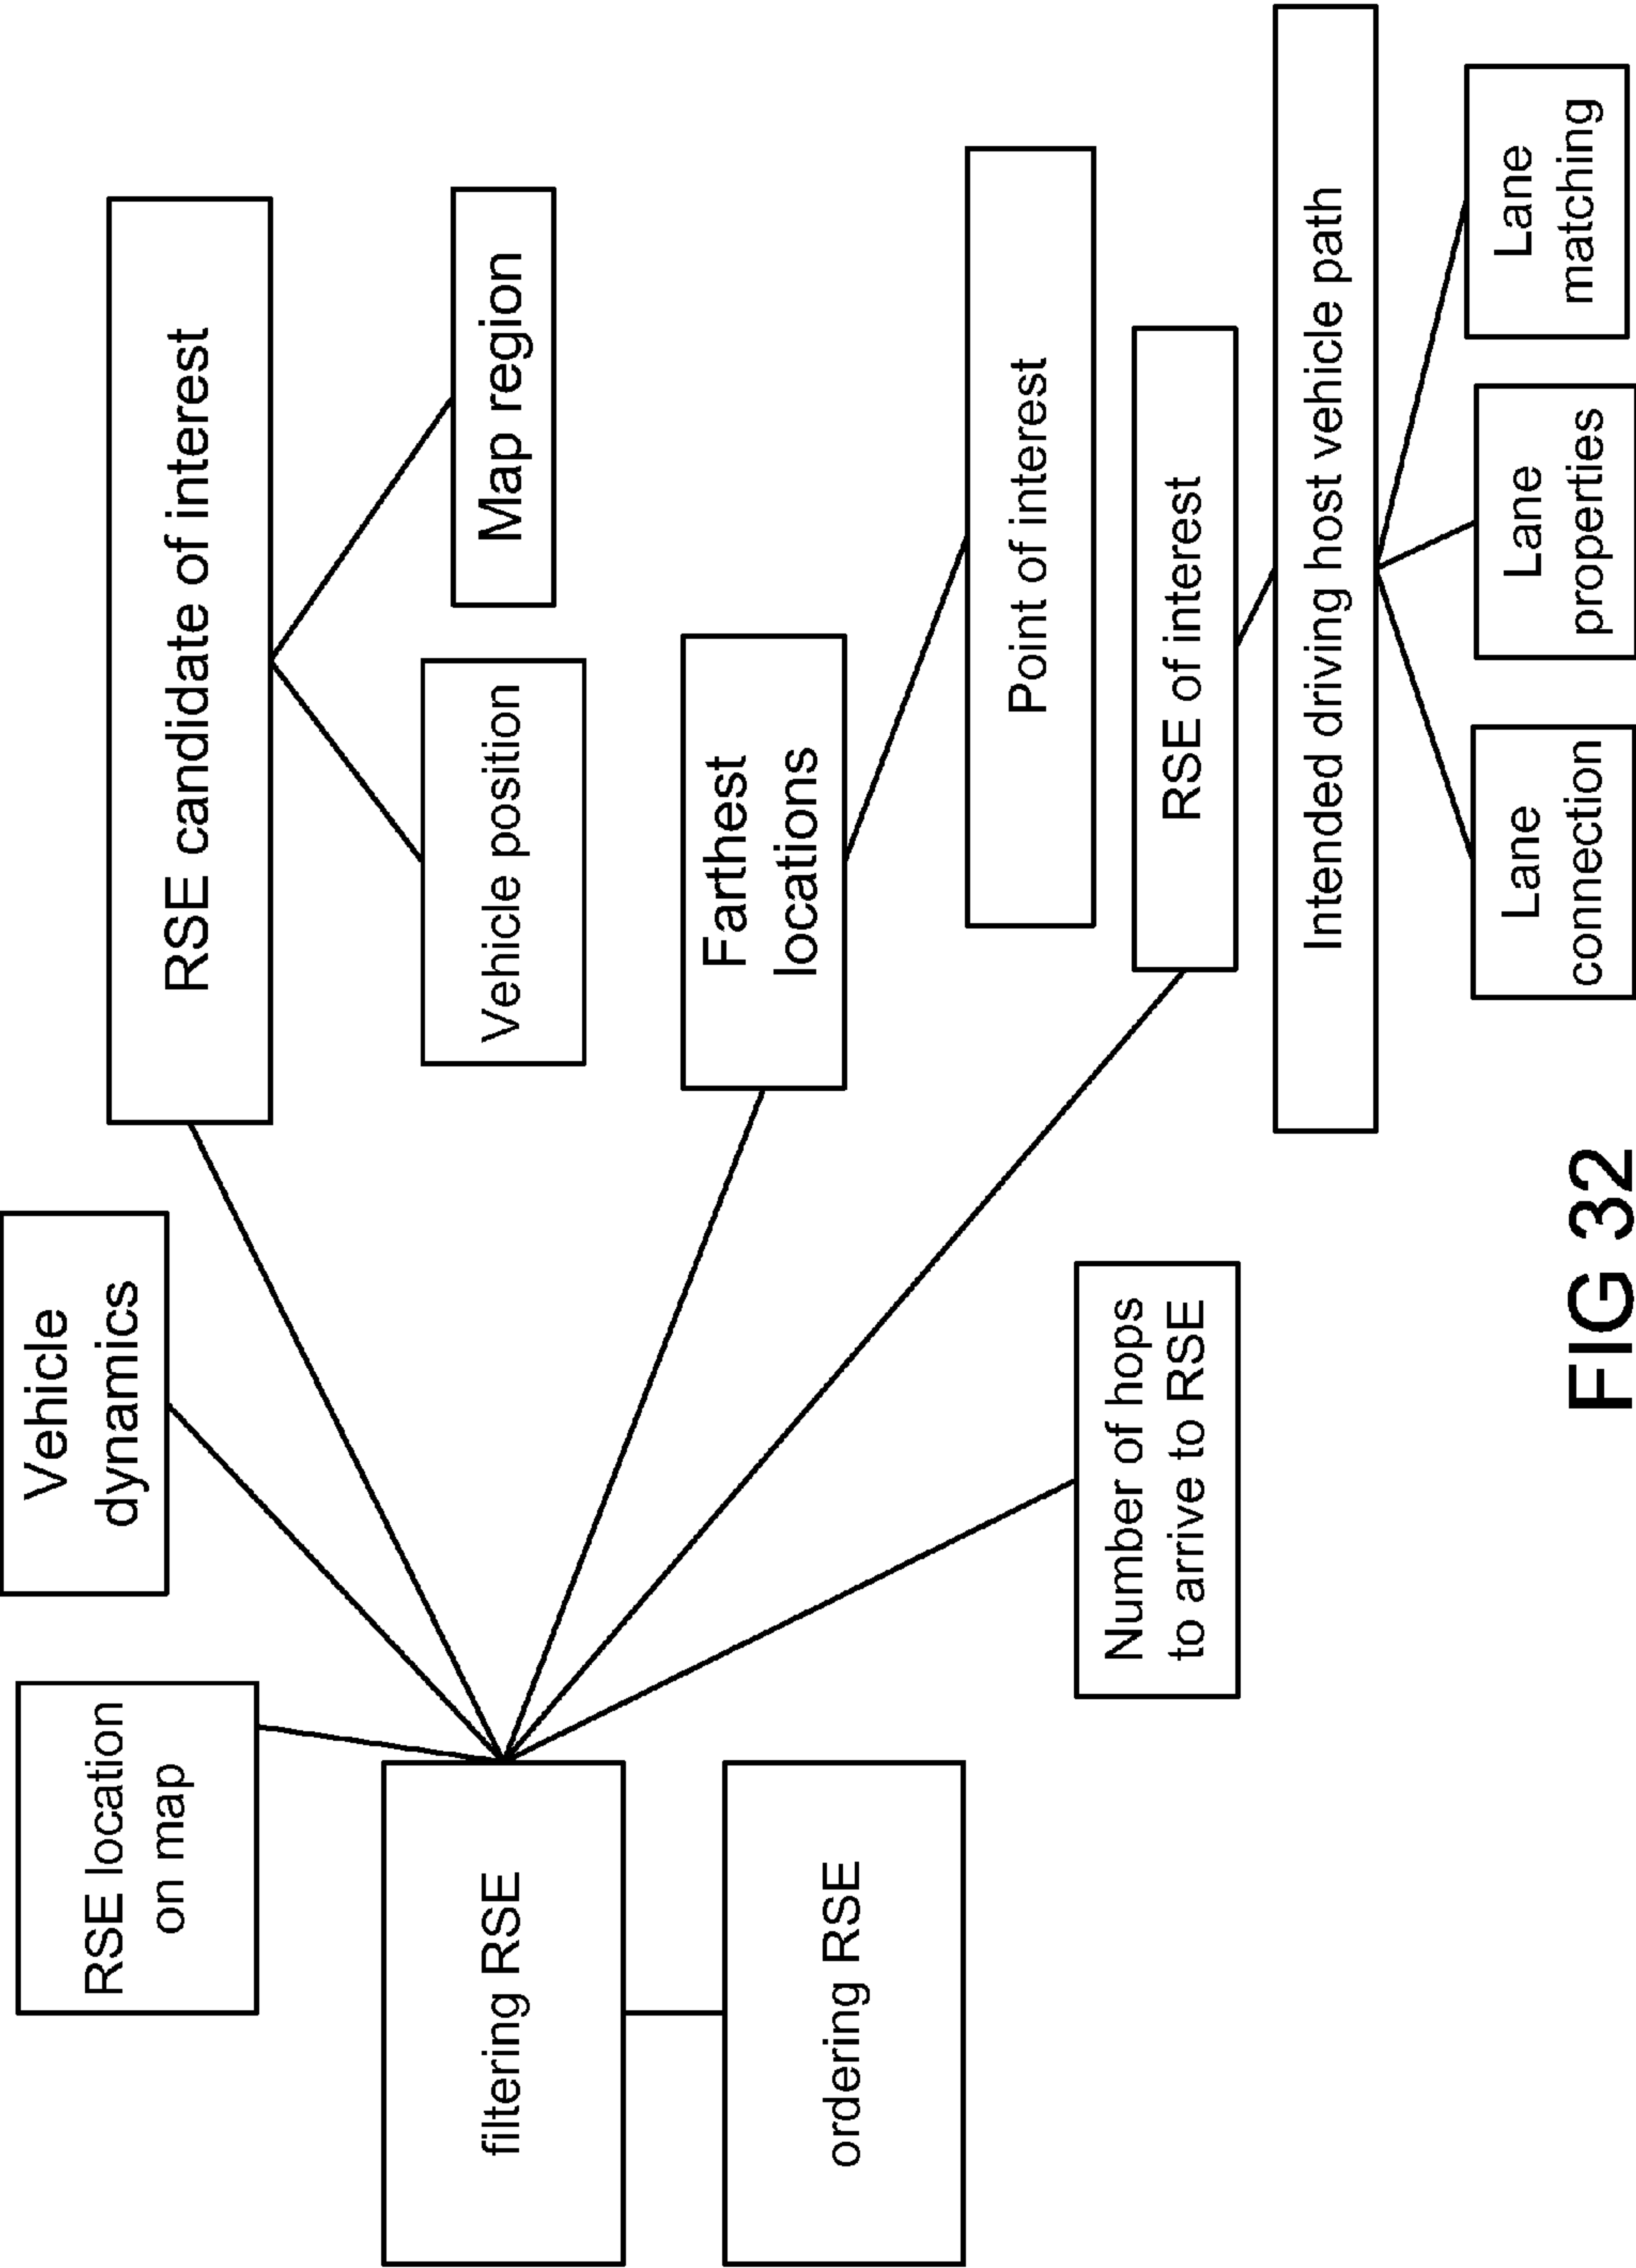 Vehicle
dynamics
RSE location
on map
RSE candidate of interest
filtering RSE
Vehicle position
Map region
Farthest
locations
ordering RSE
Point of interest
Number of hops
to arrive to RSE
RSE of interest
Intended driving host vehicle path
Lane
connection
Lane
properties
Lane
matching
FIG 32